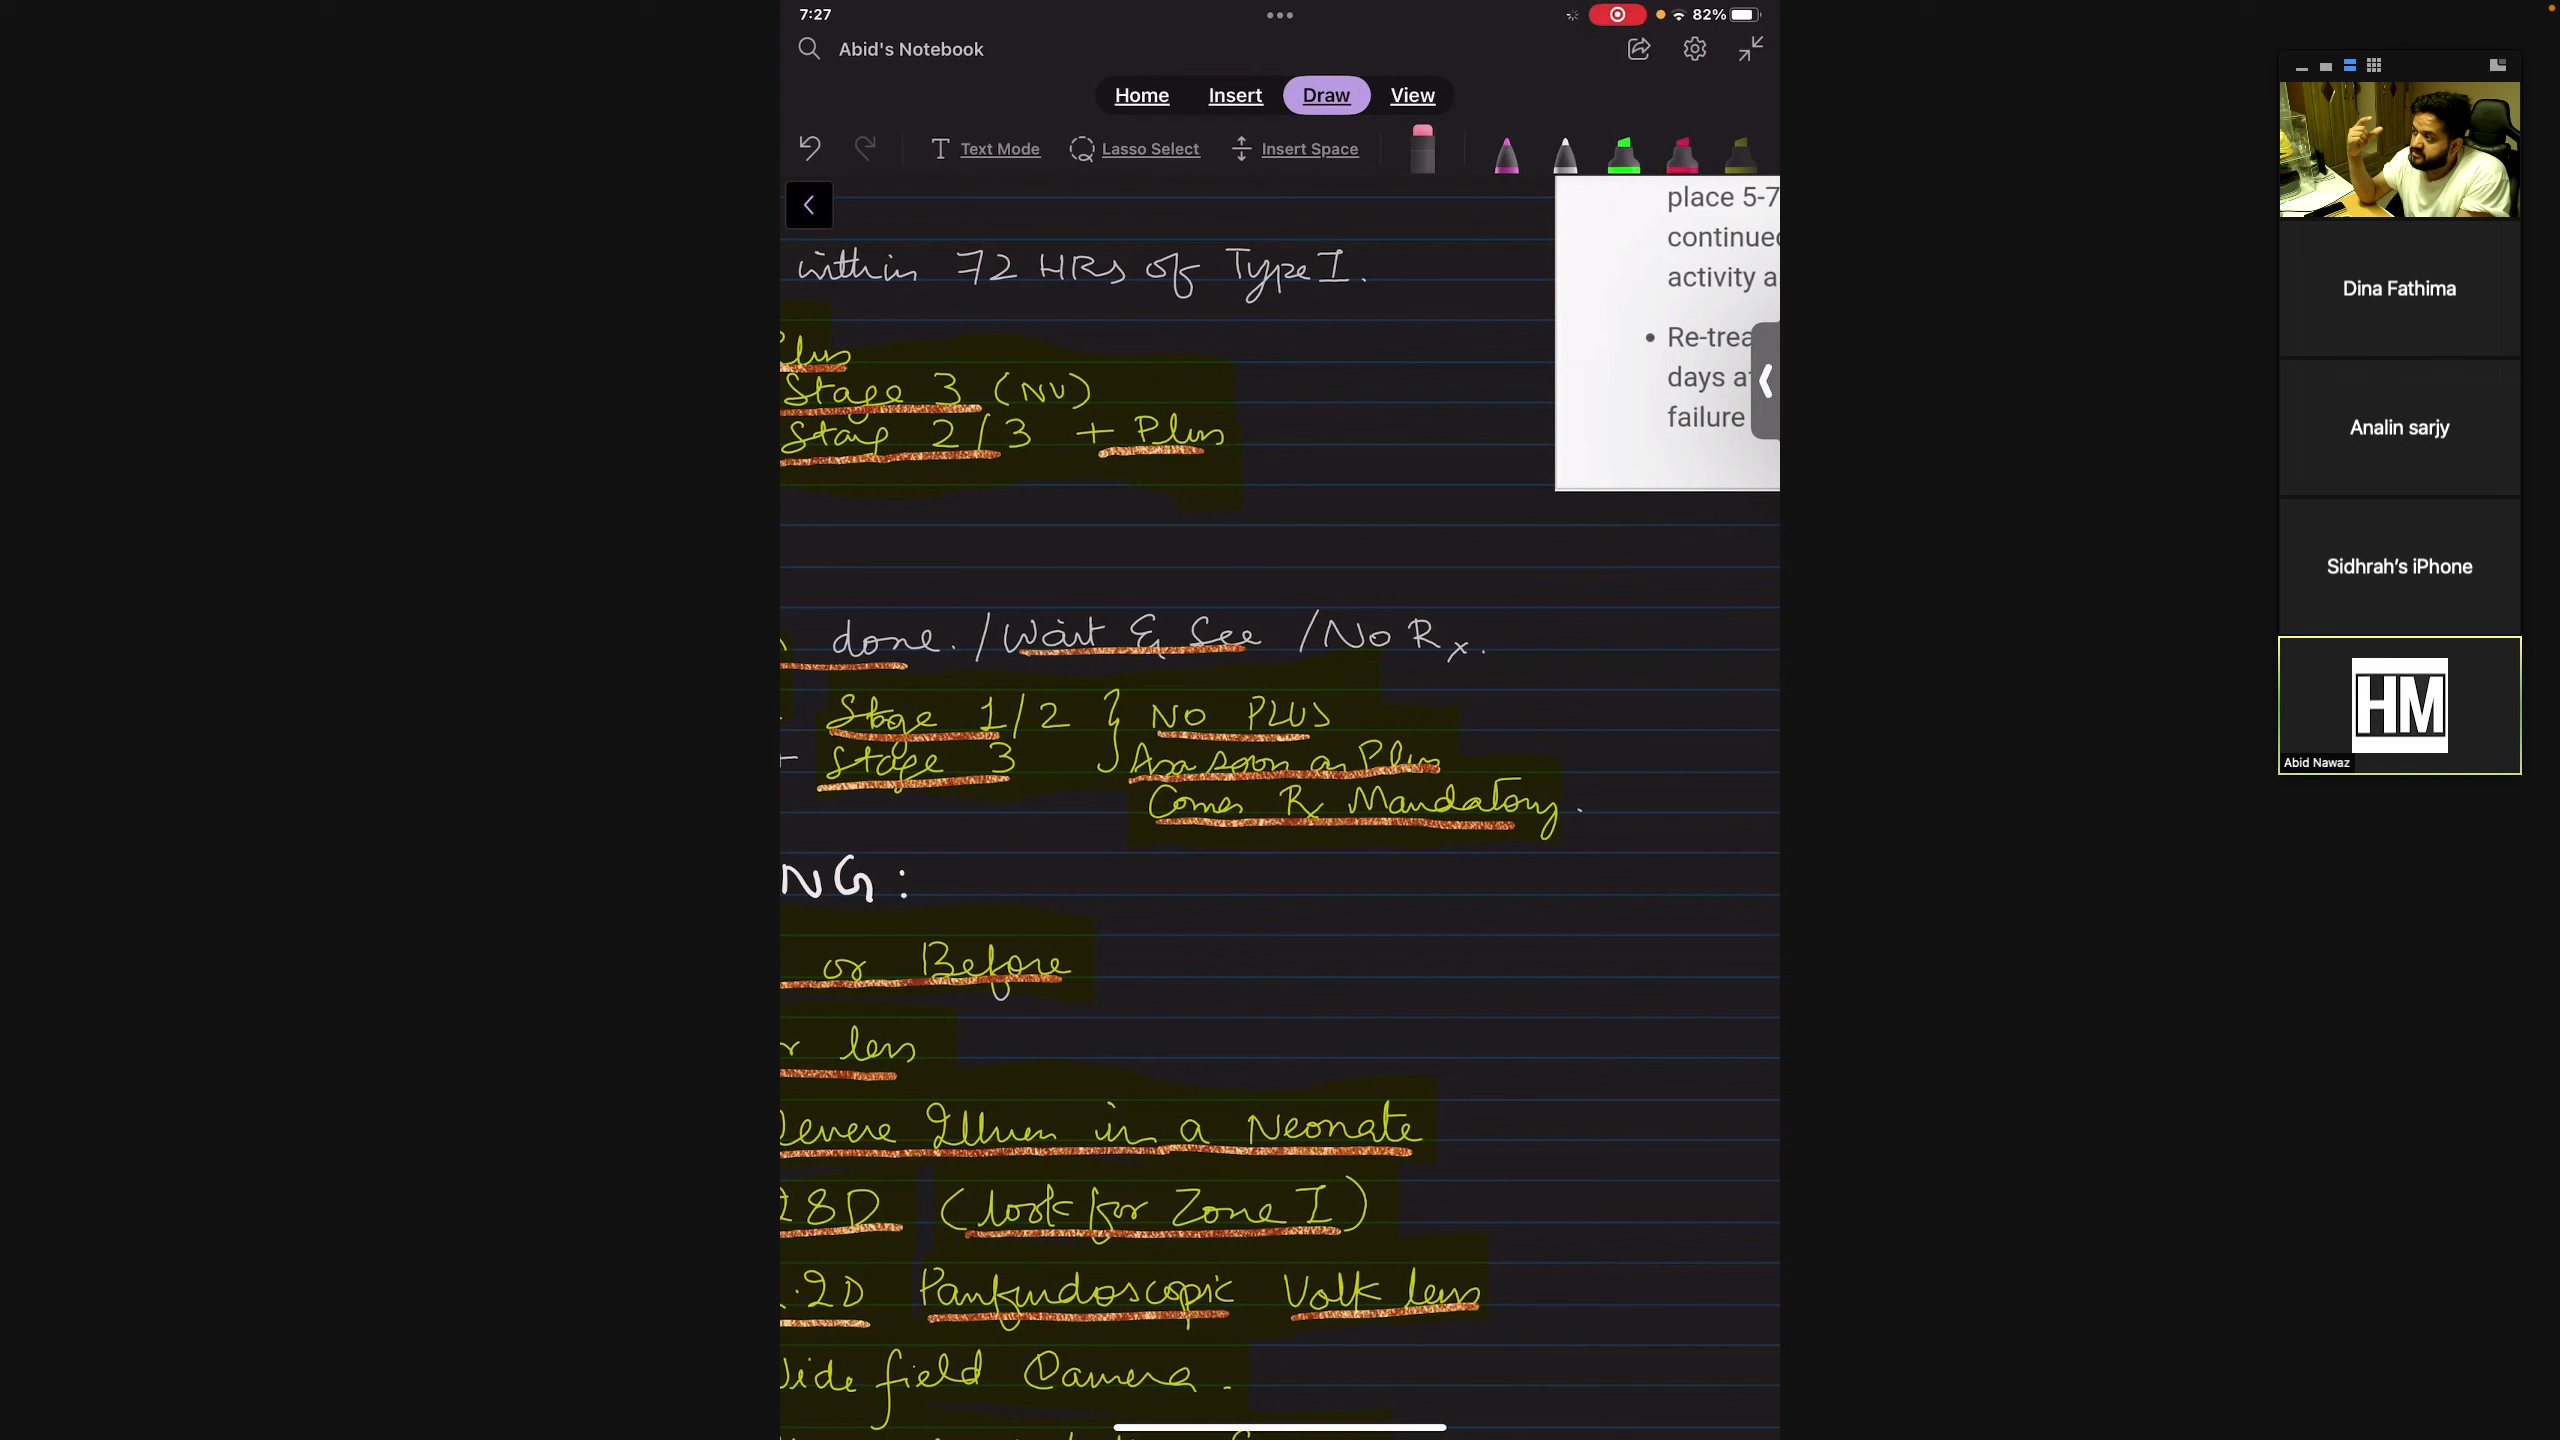 7:27
82%
Abid's Notebook
Home Insert Draw View
Text Mode Lasso Select Insert Space
within 72 HRs of Type I.
Plus
Stage 3 (NV)
Stage 2/3 + Plus
place 5-7
continued
activity a
Re-trea
days a
failure
done. / Wait & See / No Rx.
Stage 1/2 } NO PLUS
+ Stage 3 As soon as Plus
Comes Rx Mandatory.
NG:
or Before
r less
Severe Illness in a Neonate
28D (look for Zone I)
.2D Panfundoscopic Volk lens
Wide field Camera.
Dina Fathima
Analin sarjy
Sidhrah’s iPhone
HM
Abid Nawaz